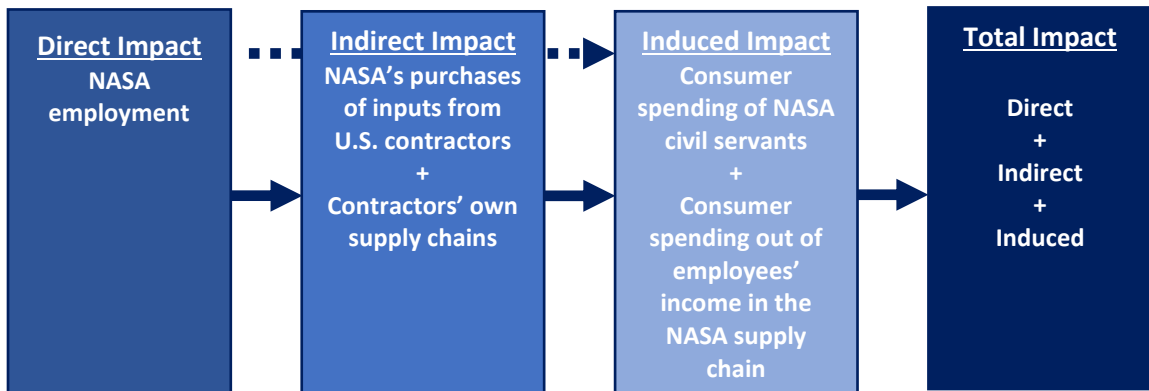 Direct Impact
NASA
employment
Indirect Impact
NASA’s purchases
of inputs from
U.S. contractors
+
Contractors’ own
supply chains
Induced Impact
Consumer
spending of NASA
civil servants
+
Consumer
spending out of
employees’
income in the
NASA supply
chain
Total Impact
Direct
+
Indirect
+
Induced